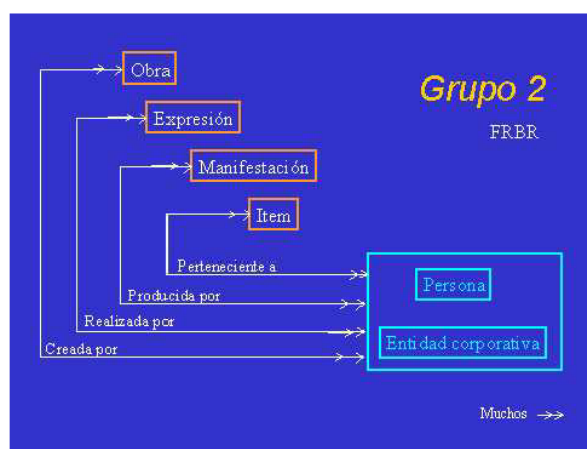 Grupo 2
FRBR
Obra
Expresión
Manifestación
Item
Perteneciente a
Producida por
Realizada por
Creada por
Persona
Entidad corporativa
Muchos